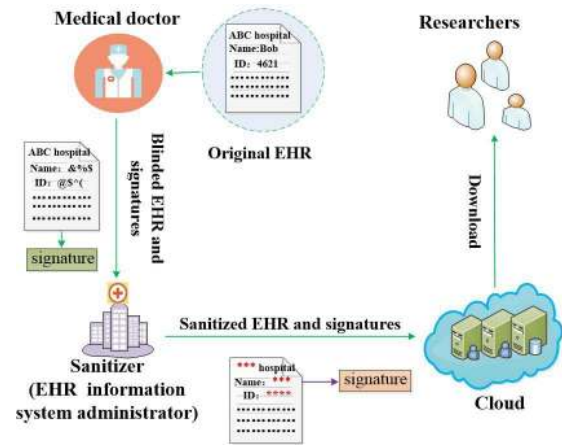 Medical doctor
ABC hospital
Name:Bob
ID: 4621
Original EHR
Researchers
ABC hospital
Name: &%$
ID: @$^(
signature
Blinded EHR and
signatures
Download
Sanitized EHR and signatures
Sanitizer
(EHR information
system administrator)
*** hospital
Name: ***
ID: ****
signature
Cloud